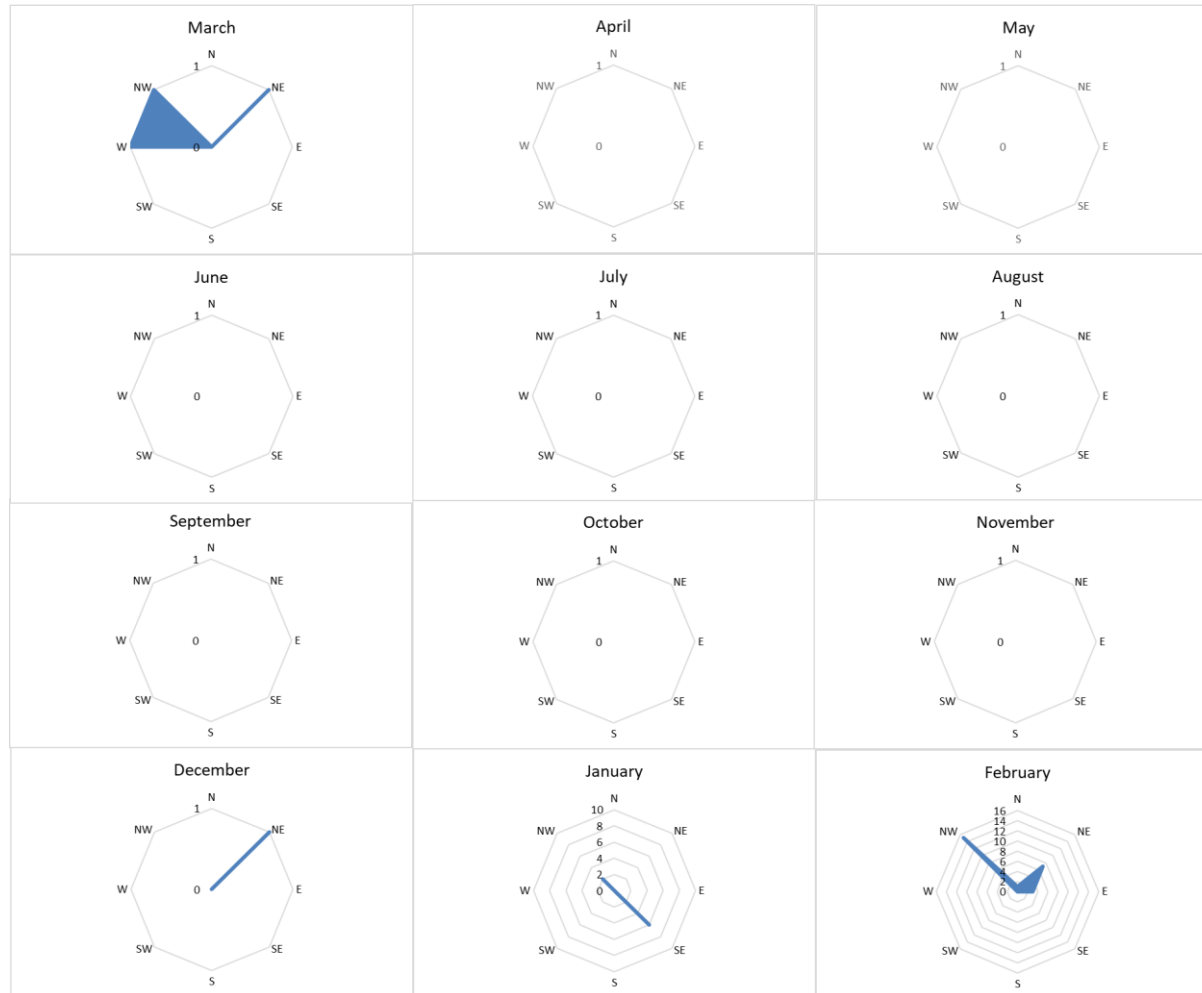 March
N
1
NW
NE
W
0
E
SW
SE
S
April
N
1
NW
NE
W
0
E
SW
SE
S
May
N
1
NW
NE
W
0
E
SW
SE
S
June
N
1
NW
NE
W
0
E
SW
SE
S
July
N
1
NW
NE
W
0
E
SW
SE
S
August
N
1
NW
NE
W
0
E
SW
SE
S
September
N
1
NW
NE
W
0
E
SW
SE
S
October
N
1
NW
NE
W
0
E
SW
SE
S
November
N
1
NW
NE
W
0
E
SW
SE
S
December
N
1
NW
NE
W
0
E
SW
SE
S
January
N
10
8
NW
NE
6
4
2
W
0
E
SW
SE
S
February
N
16
14
12
NW
NE
10
8
6
4
2
W
0
E
SW
SE
S